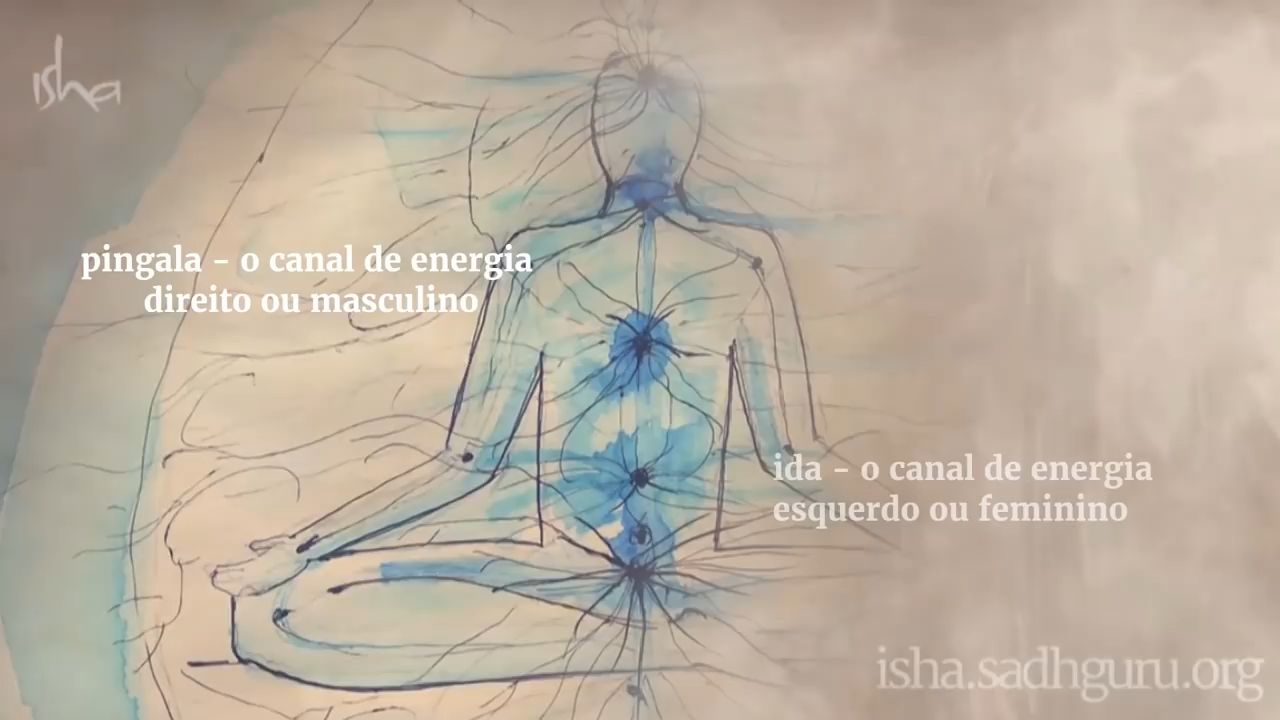 isha
pingala - o canal de energia
direito ou masculino
ida - o canal de energia
esquerdo ou feminino
isha.sadhguru.org